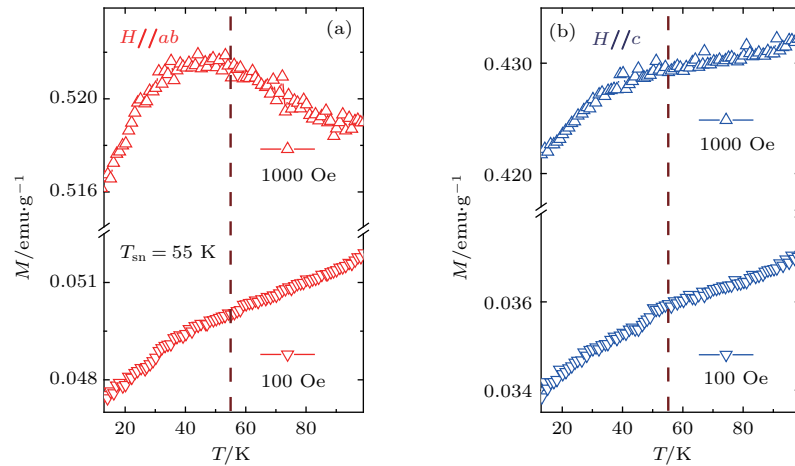 H//ab
(a)
0.520
0.516
1000 Oe
T_sn = 55 K
0.051
0.048
100 Oe
M/emu·g⁻¹
20 40 60 80
T/K
(b)
H//c
0.430
0.420
1000 Oe
0.036
0.034
100 Oe
M/emu·g⁻¹
20 40 60 80
T/K